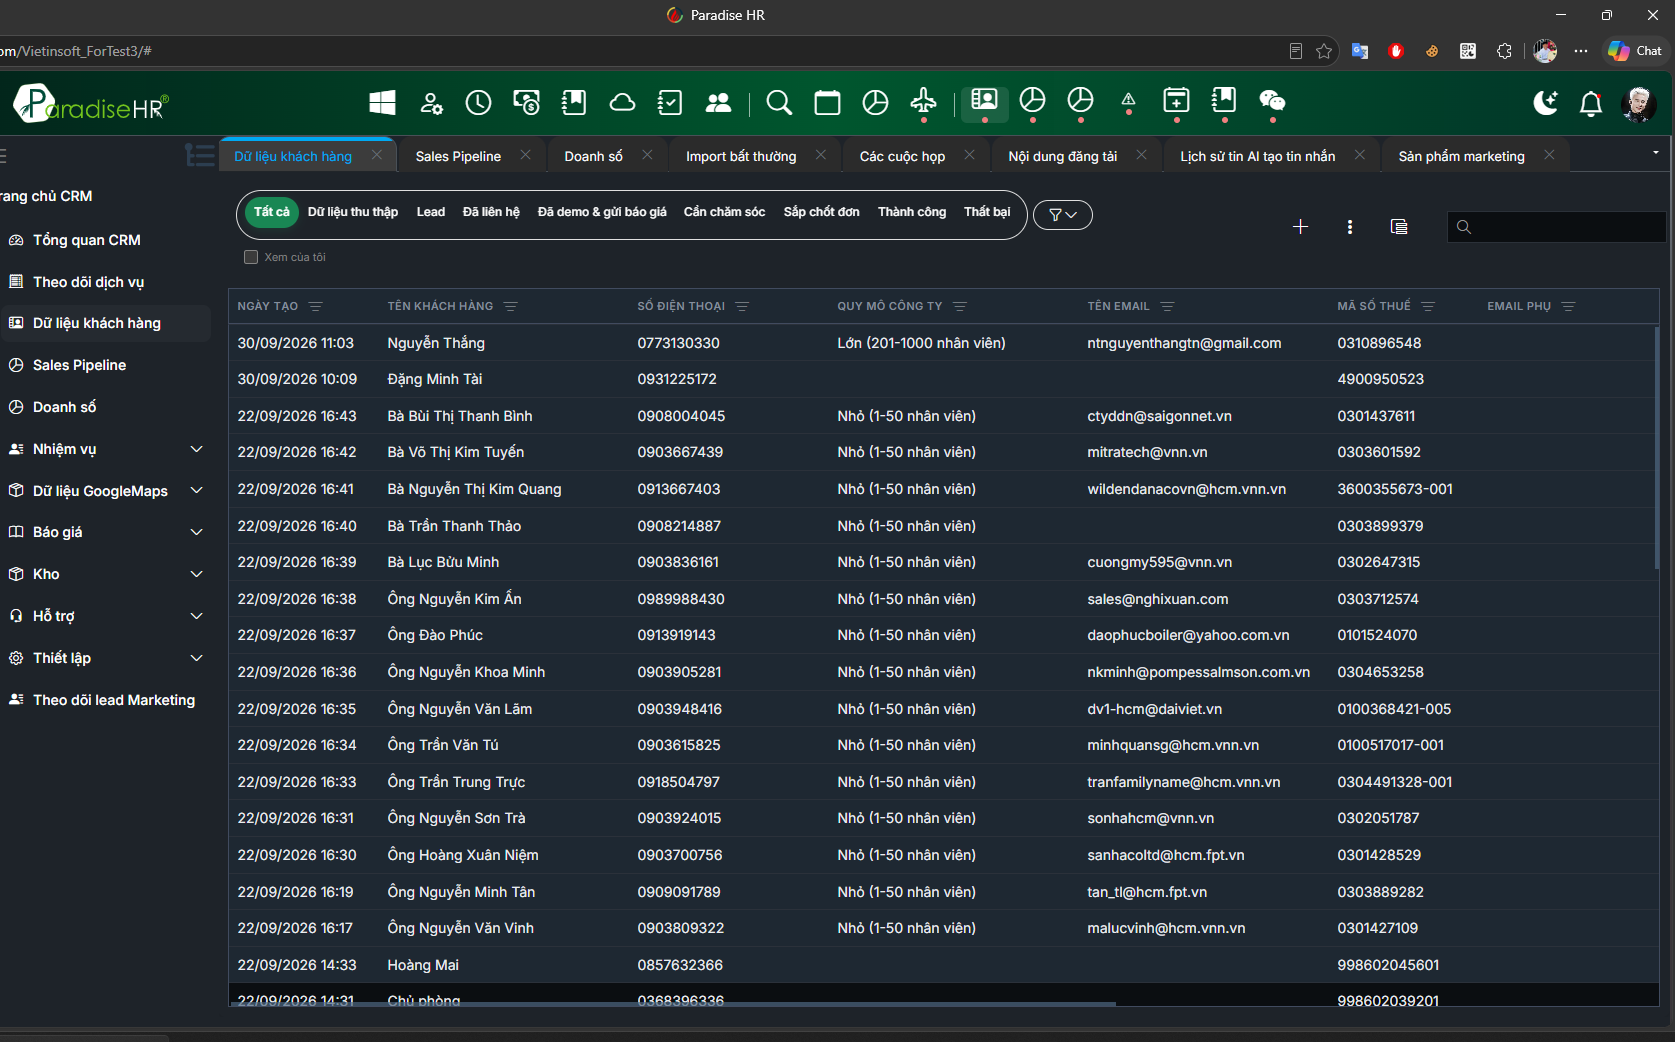 Paradise HR
om/Vietinsoft_ForTest3/#
Chat
ParadiseHR®
Dữ liệu khách hàng
Sales Pipeline
Doanh số
Import bất thường
Các cuộc họp
Nội dung đăng tải
Lịch sử tin AI tạo tin nhắn
Sản phẩm marketing
rang chủ CRM
Tổng quan CRM
Theo dõi dịch vụ
Dữ liệu khách hàng
Sales Pipeline
Doanh số
Nhiệm vụ
Dữ liệu GoogleMaps
Báo giá
Kho
Hỗ trợ
Thiết lập
Theo dõi lead Marketing
Tất cả Dữ liệu thu thập Lead Đã liên hệ Đã demo & gửi báo giá Cần chăm sóc Sắp chốt đơn Thành công Thất bại
Xem của tôi
NGÀY TẠO TÊN KHÁCH HÀNG SỐ ĐIỆN THOẠI QUY MÔ CÔNG TY TÊN EMAIL MÃ SỐ THUẾ EMAIL PHỤ
30/09/2026 11:03 Nguyễn Thắng 0773130330 Lớn (201-1000 nhân viên) ntnguyenthangtn@gmail.com 0310896548
30/09/2026 10:09 Đặng Minh Tài 0931225172 4900950523
22/09/2026 16:43 Bà Bùi Thị Thanh Bình 0908004045 Nhỏ (1-50 nhân viên) ctyddn@saigonnet.vn 0301437611
22/09/2026 16:42 Bà Võ Thị Kim Tuyến 0903667439 Nhỏ (1-50 nhân viên) mitratech@vnn.vn 0303601592
22/09/2026 16:41 Bà Nguyễn Thị Kim Quang 0913667403 Nhỏ (1-50 nhân viên) wildendanacovn@hcm.vnn.vn 3600355673-001
22/09/2026 16:40 Bà Trần Thanh Thảo 0908214887 Nhỏ (1-50 nhân viên) 0303899379
22/09/2026 16:39 Bà Lục Bửu Minh 0903836161 Nhỏ (1-50 nhân viên) cuongmy595@vnn.vn 0302647315
22/09/2026 16:38 Ông Nguyễn Kim Ấn 0989988430 Nhỏ (1-50 nhân viên) sales@nghixuan.com 0303712574
22/09/2026 16:37 Ông Đào Phúc 0913919143 Nhỏ (1-50 nhân viên) daophucboiler@yahoo.com.vn 0101524070
22/09/2026 16:36 Ông Nguyễn Khoa Minh 0903905281 Nhỏ (1-50 nhân viên) nkminh@pompessalmson.com.vn 0304653258
22/09/2026 16:35 Ông Nguyễn Văn Lãm 0903948416 Nhỏ (1-50 nhân viên) dv1-hcm@daiviet.vn 0100368421-005
22/09/2026 16:34 Ông Trần Văn Tú 0903615825 Nhỏ (1-50 nhân viên) minhquansg@hcm.vnn.vn 0100517017-001
22/09/2026 16:33 Ông Trần Trung Trực 0918504797 Nhỏ (1-50 nhân viên) tranfamilyname@hcm.vnn.vn 0304491328-001
22/09/2026 16:31 Ông Nguyễn Sơn Trà 0903924015 Nhỏ (1-50 nhân viên) sonhahcm@vnn.vn 0302051787
22/09/2026 16:30 Ông Hoàng Xuân Niệm 0903700756 Nhỏ (1-50 nhân viên) sanhacoltd@hcm.fpt.vn 0301428529
22/09/2026 16:19 Ông Nguyễn Minh Tân 0909091789 Nhỏ (1-50 nhân viên) tan_tl@hcm.fpt.vn 0303889282
22/09/2026 16:17 Ông Nguyễn Văn Vinh 0903809322 Nhỏ (1-50 nhân viên) malucvinh@hcm.vnn.vn 0301427109
22/09/2026 14:33 Hoàng Mai 0857632366 998602045601
22/09/2026 14:31 Chủ phòng 0368396336 998602039201